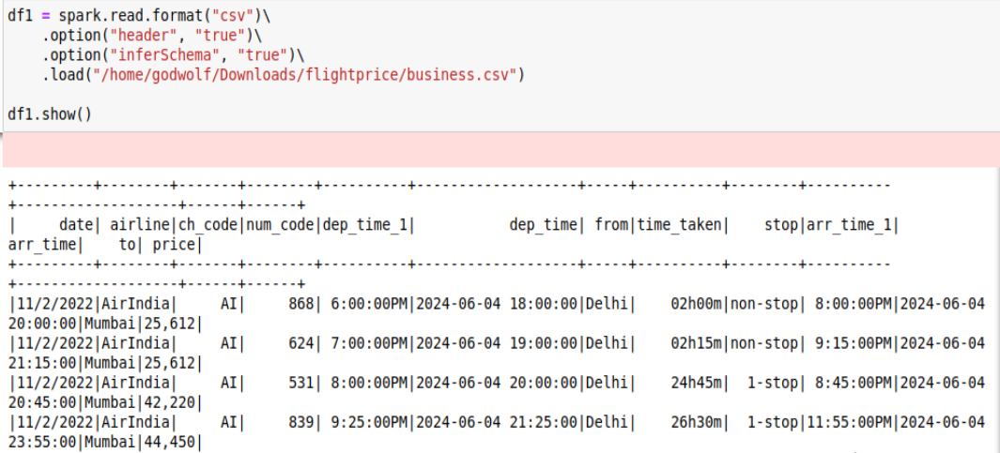 df1 = spark.read.format("csv")\
    .option("header", "true")\
    .option("inferSchema", "true")\
    .load("/home/godwolf/Downloads/flightprice/business.csv")
df1.show()
+---------+--------+-------+--------+----------+-------------------+-----+----------+--------+----------
+-------------------+------+------+
|     date| airline|ch_code|num_code|dep_time_1|           dep_time| from|time_taken|    stop|arr_time_1|
arr_time|    to| price|
+---------+--------+-------+--------+----------+-------------------+-----+----------+--------+----------
+-------------------+------+------+
|11/2/2022|AirIndia|     AI|     868| 6:00:00PM|2024-06-04 18:00:00|Delhi|    02h00m|non-stop| 8:00:00PM|2024-06-04
20:00:00|Mumbai|25,612|
|11/2/2022|AirIndia|     AI|     624| 7:00:00PM|2024-06-04 19:00:00|Delhi|    02h15m|non-stop| 9:15:00PM|2024-06-04
21:15:00|Mumbai|25,612|
|11/2/2022|AirIndia|     AI|     531| 8:00:00PM|2024-06-04 20:00:00|Delhi|    24h45m|  1-stop| 8:45:00PM|2024-06-04
20:45:00|Mumbai|42,220|
|11/2/2022|AirIndia|     AI|     839| 9:25:00PM|2024-06-04 21:25:00|Delhi|    26h30m|  1-stop|11:55:00PM|2024-06-04
23:55:00|Mumbai|44,450|